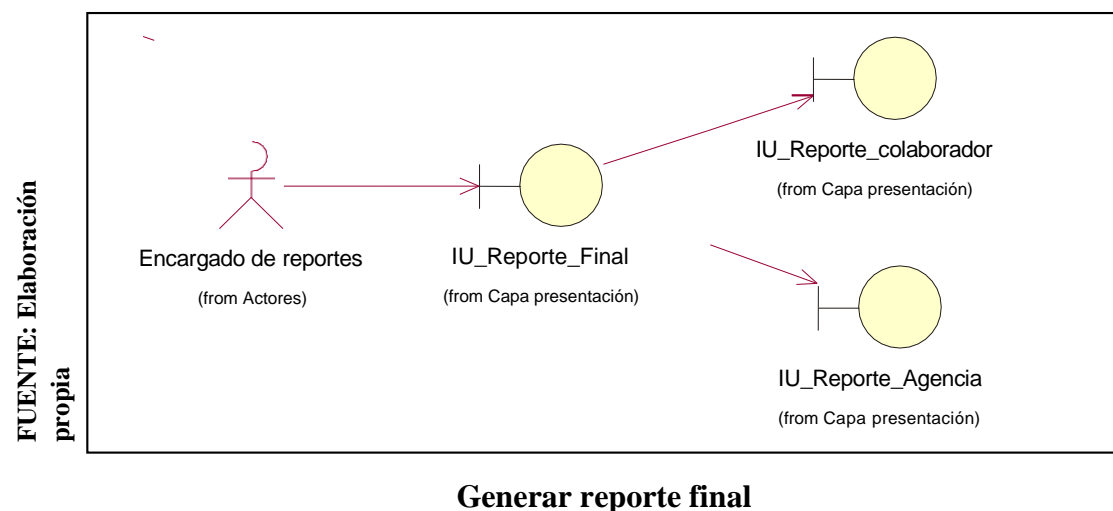 IU_Reporte_colaborador
(from Capa presentación)
Encargado de reportes
(from Actores)
IU_Reporte_Final
(from Capa presentación)
IU_Reporte_Agencia
(from Capa presentación)
FUENTE: Elaboración
propia
Generar reporte final